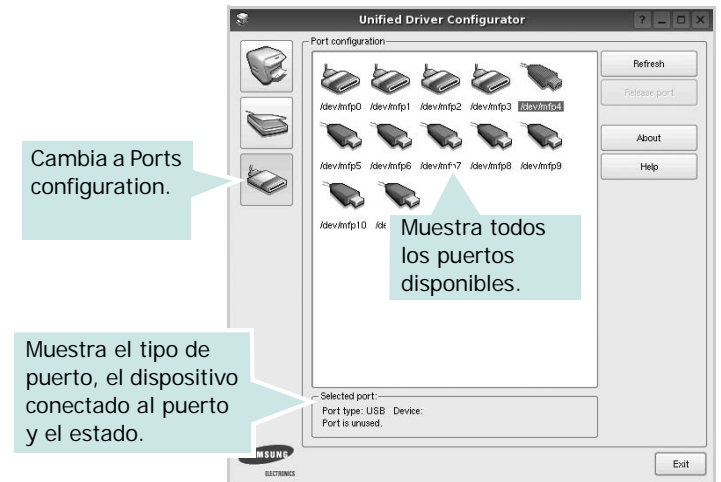 Unified Driver Configurator
Port configuration
Refresh
Release port
About
Help
/dev/mfp0 /dev/mfp1 /dev/mfp2 /dev/mfp3 /dev/mfp4
/dev/mfp5 /dev/mfp6 /dev/mfp7 /dev/mfp8 /dev/mfp9
/dev/mfp10
Cambia a Ports
configuration.
Muestra todos
los puertos
disponibles.
Muestra el tipo de
puerto, el dispositivo
conectado al puerto
y el estado.
Selected port:
Port type: USB Device:
Port is unused.
ELECTRONICS
Exit